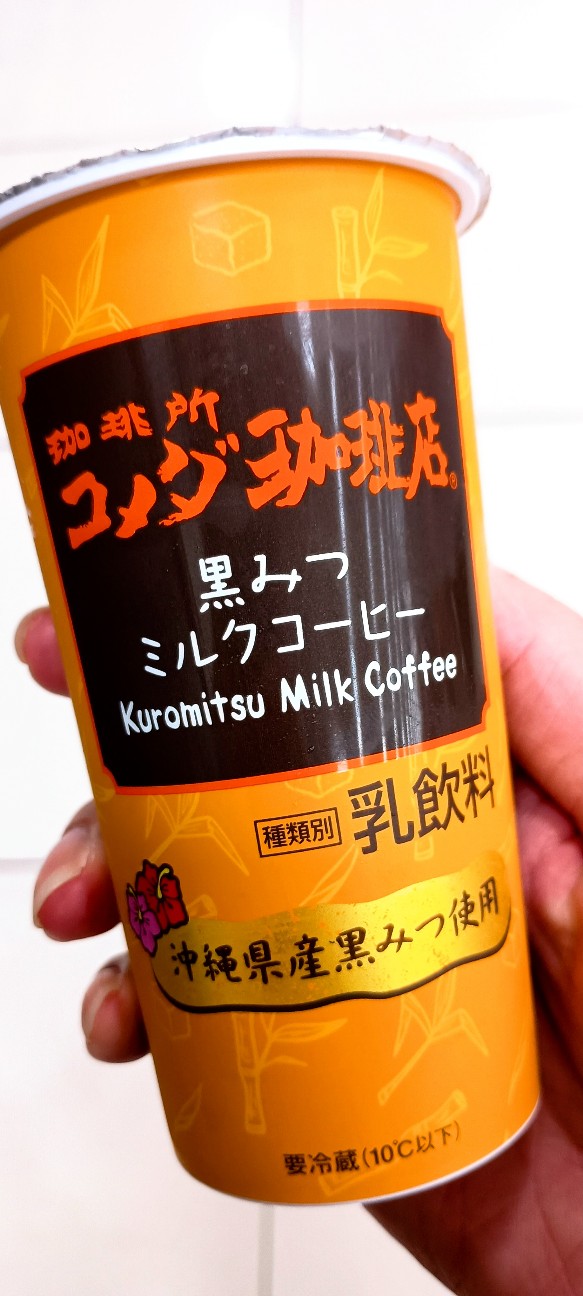 珈琲所
コメダ珈琲店®
黒みつ
ミルクコーヒー
Kuromitsu Milk Coffee
種類別 乳飲料
沖縄県産黒みつ使用
要冷蔵(10℃以下)